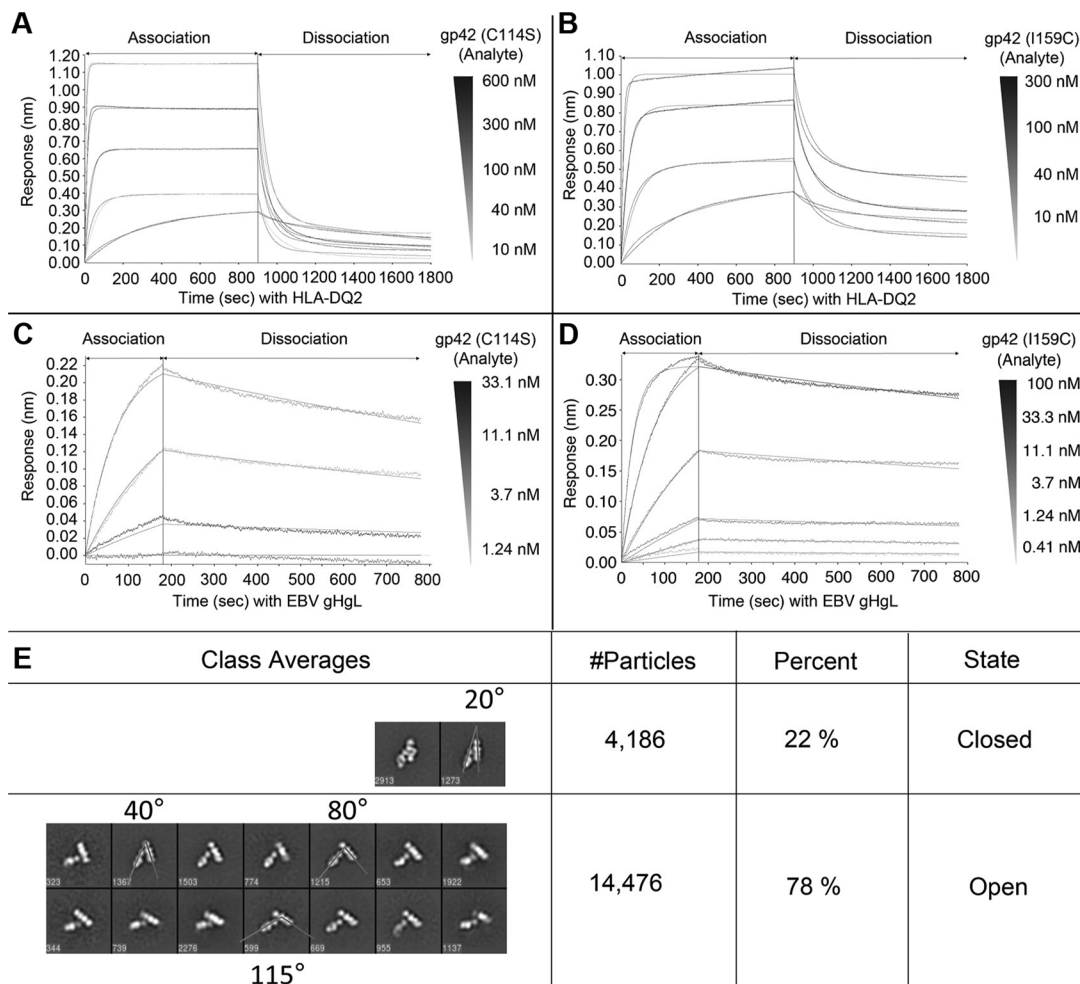 A
Association
Dissociation
gp42 (C114S)
(Analyte)
600 nM
300 nM
100 nM
40 nM
10 nM
1.20
1.10
1.00
0.90
0.80
0.70
0.60
0.50
0.40
0.30
0.20
0.10
0.00
Response (nm)
0 200 400 600 800 1000 1200 1400 1600 1800
Time (sec) with HLA-DQ2
B
Association
Dissociation
gp42 (I159C)
(Analyte)
300 nM
100 nM
40 nM
10 nM
1.10
1.00
0.90
0.80
0.70
0.60
0.50
0.40
0.30
0.20
0.10
0.00
Response (nm)
0 200 400 600 800 1000 1200 1400 1600 1800
Time (sec) with HLA-DQ2
C
Association
Dissociation
gp42 (C114S)
(Analyte)
33.1 nM
11.1 nM
3.7 nM
1.24 nM
0.22
0.20
0.16
0.12
0.08
0.04
0.02
0.00
Response (nm)
0 100 200 300 400 500 600 700 800
Time (sec) with EBV gHgL
D
Association
Dissociation
gp42 (I159C)
(Analyte)
100 nM
33.3 nM
11.1 nM
3.7 nM
1.24 nM
0.41 nM
0.30
0.25
0.20
0.15
0.10
0.05
0.00
Response (nm)
0 100 200 300 400 500 600 700 800
Time (sec) with EBV gHgL
E
Class Averages
#Particles
Percent
State
20°
2913 1273
4,186
22 %
Closed
40° 80°
323 1367 1503 774 1215 653 1922
344 739 2276 599 669 955 1137
115°
14,476
78 %
Open